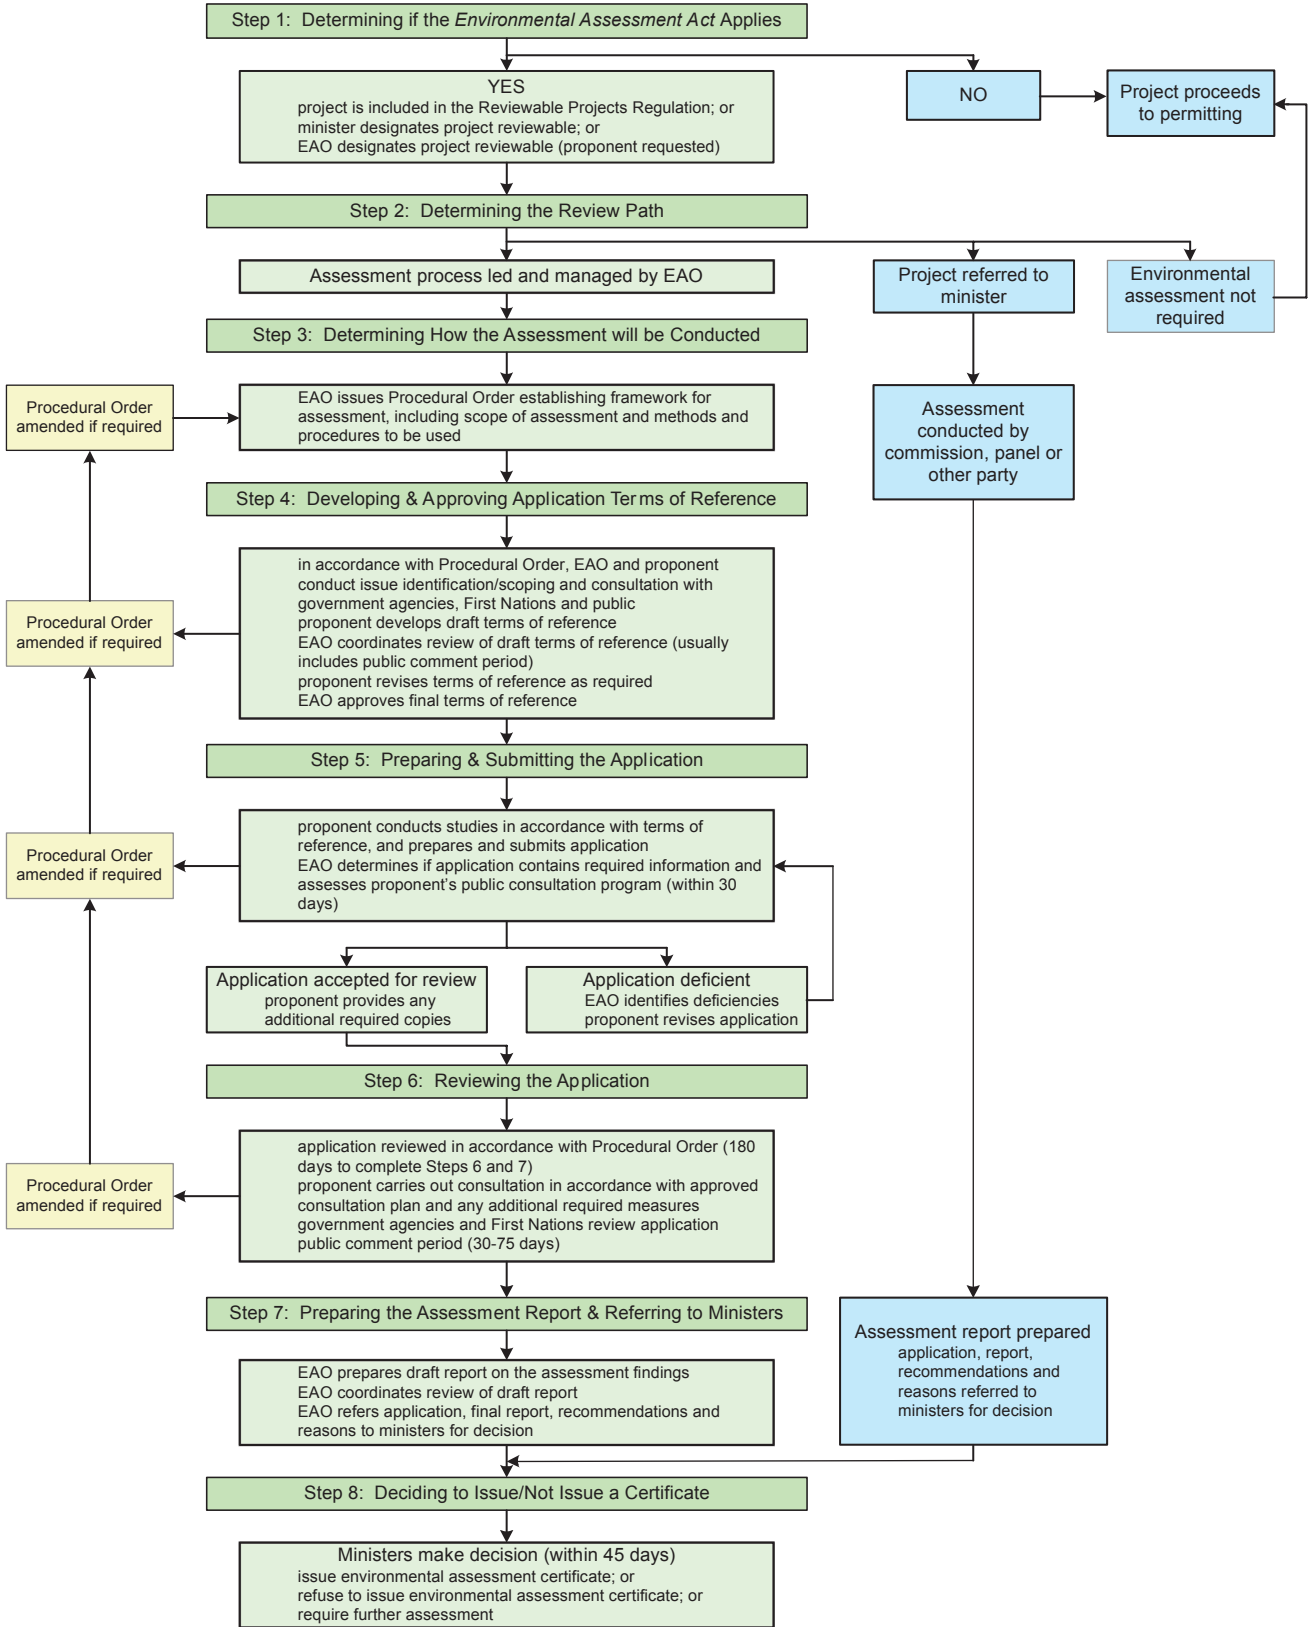 Step 1: Determining if the Environmental Assessment Act Applies
YES
project is included in the Reviewable Projects Regulation; or
minister designates project reviewable; or
EAO designates project reviewable (proponent requested)
NO
Project proceeds
to permitting
Step 2: Determining the Review Path
Assessment process led and managed by EAO
Project referred to
minister
Environmental
assessment not
required
Step 3: Determining How the Assessment will be Conducted
Procedural Order
amended if required
EAO issues Procedural Order establishing framework for
assessment, including scope of assessment and methods and
procedures to be used
Assessment
conducted by
commission, panel or
other party
Step 4: Developing & Approving Application Terms of Reference
Procedural Order
amended if required
in accordance with Procedural Order, EAO and proponent
conduct issue identification/scoping and consultation with
government agencies, First Nations and public
proponent develops draft terms of reference
EAO coordinates review of draft terms of reference (usually
includes public comment period)
proponent revises terms of reference as required
EAO approves final terms of reference
Step 5: Preparing & Submitting the Application
Procedural Order
amended if required
proponent conducts studies in accordance with terms of
reference, and prepares and submits application
EAO determines if application contains required information and
assesses proponent's public consultation program (within 30
days)
Application accepted for review
proponent provides any
additional required copies
Application deficient
EAO identifies deficiencies
proponent revises application
Step 6: Reviewing the Application
Procedural Order
amended if required
application reviewed in accordance with Procedural Order (180
days to complete Steps 6 and 7)
proponent carries out consultation in accordance with approved
consultation plan and any additional required measures
government agencies and First Nations review application
public comment period (30-75 days)
Step 7: Preparing the Assessment Report & Referring to Ministers
EAO prepares draft report on the assessment findings
EAO coordinates review of draft report
EAO refers application, final report, recommendations and
reasons to ministers for decision
Assessment report prepared
application, report,
recommendations and
reasons referred to
ministers for decision
Step 8: Deciding to Issue/Not Issue a Certificate
Ministers make decision (within 45 days)
issue environmental assessment certificate; or
refuse to issue environmental assessment certificate; or
require further assessment